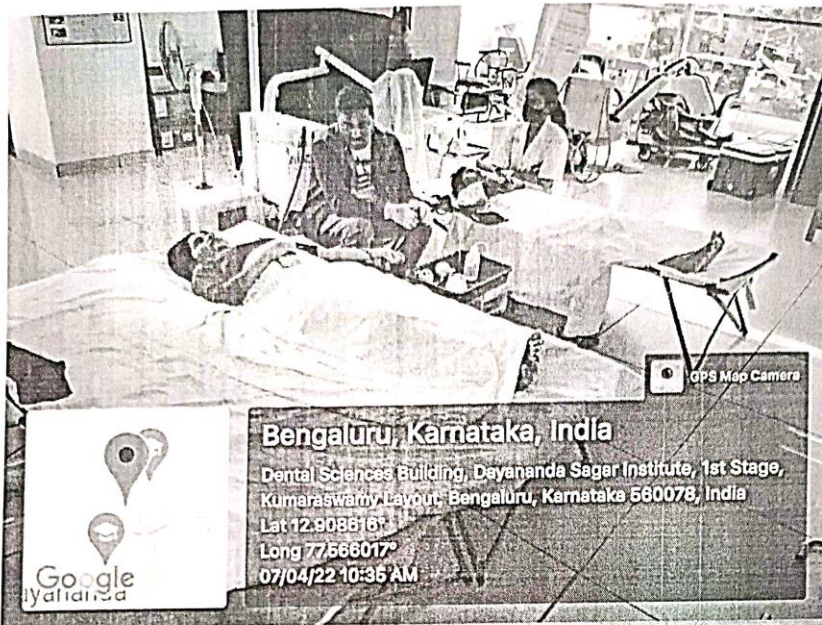 GPS Map Camera
Bengaluru, Karnataka, India
Dental Sciences Building, Dayananda Sagar Institute, 1st Stage,
Kumaraswamy Layout, Bengaluru, Karnataka 560078, India
Lat 12.908616°
Long 77.566017°
07/04/22 10:35 AM
Google